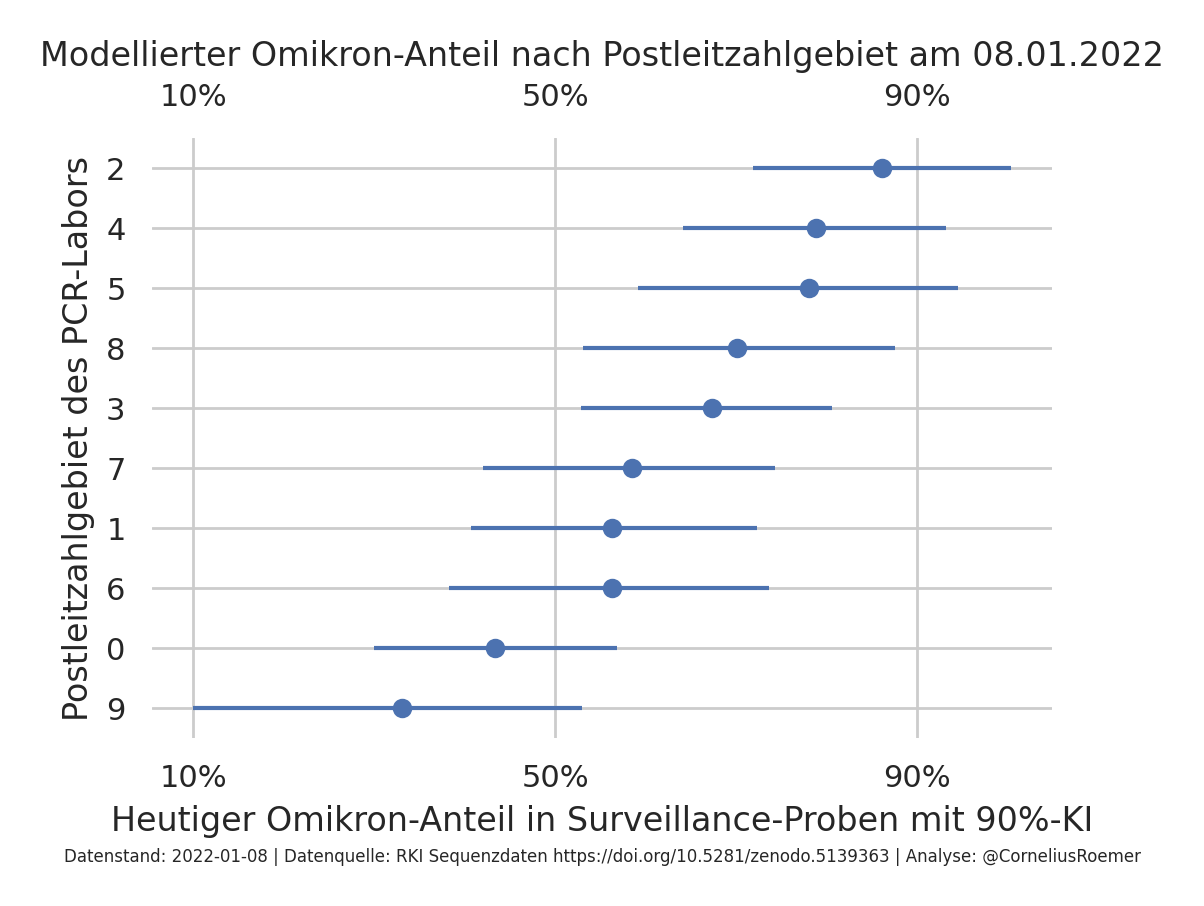 Modellierter Omikron-Anteil nach Postleitzahlgebiet am 08.01.2022
10% 50% 90%
Postleitzahlgebiet des PCR-Labors
2
4
5
8
3
7
1
6
0
9
10% 50% 90%
Heutiger Omikron-Anteil in Surveillance-Proben mit 90%-KI
Datenstand: 2022-01-08 | Datenquelle: RKI Sequenzdaten https://doi.org/10.5281/zenodo.5139363 | Analyse: @CorneliusRoemer